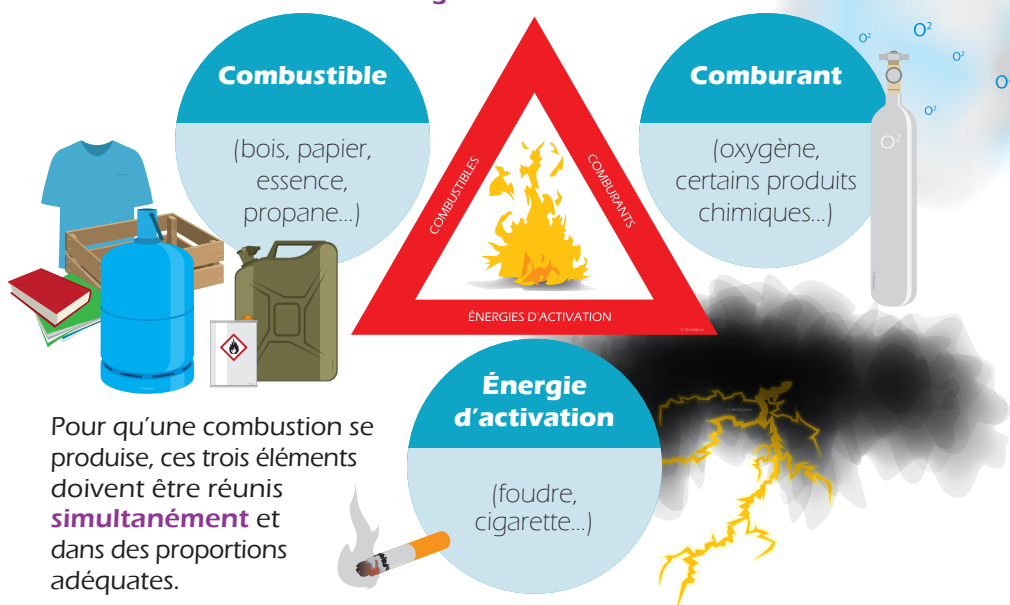 Combustible
(bois, papier,
essence,
propane...)
COMBUSTIBLES
COMBURANTS
ÉNERGIES D'ACTIVATION
© Mediaprev
Comburant
(oxygène,
certains produits
chimiques...)
O²
O²
O²
O²
O²
Énergie
d'activation
(foudre,
cigarette...)
© Mediaprev
Pour qu'une combustion se
produise, ces trois éléments
doivent être réunis
simultanément et
dans des proportions
adéquates.